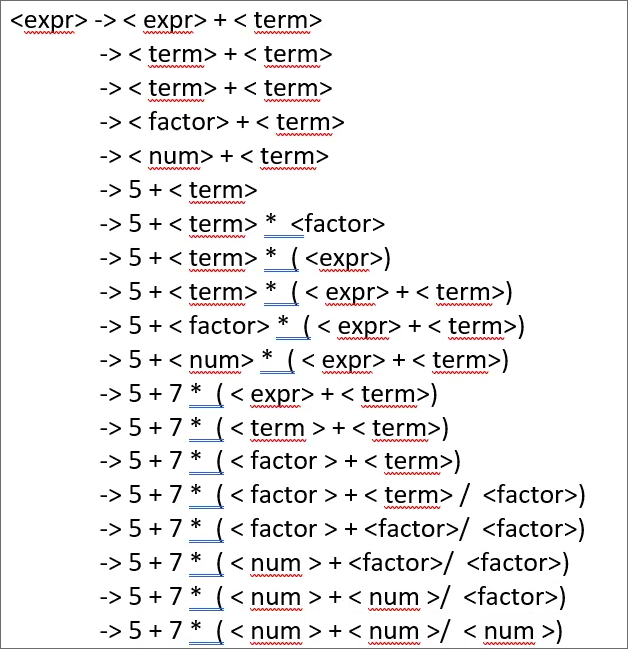 <expr> -> < expr> + < term>
-> < term> + < term>
-> < term> + < term>
-> < factor> + < term>
-> < num> + < term>
-> 5 + < term>
-> 5 + < term> * <factor>
-> 5 + < term> * ( <expr>)
-> 5 + < term> * ( < expr> + < term>)
-> 5 + < factor> * ( < expr> + < term>)
-> 5 + < num> * ( < expr> + < term>)
-> 5 + 7 * ( < expr> + < term>)
-> 5 + 7 * ( < term > + < term>)
-> 5 + 7 * ( < factor > + < term>)
-> 5 + 7 * ( < factor > + < term> / <factor>)
-> 5 + 7 * ( < factor > + <factor>/ <factor>)
-> 5 + 7 * ( < num > + <factor>/ <factor>)
-> 5 + 7 * ( < num > + < num >/ <factor>)
-> 5 + 7 * ( < num > + < num >/ < num >)